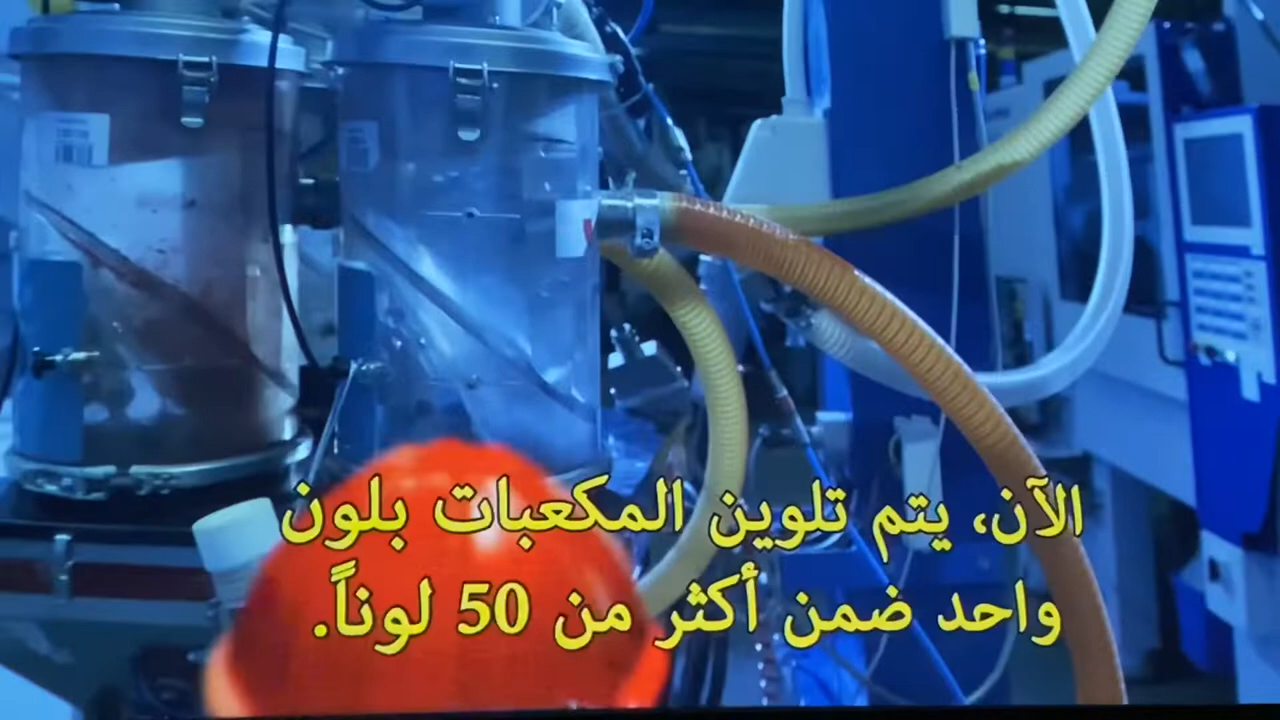 الآن، يتم تلوين المكعبات بلون
واحد ضمن أكثر من 50 لوناً.